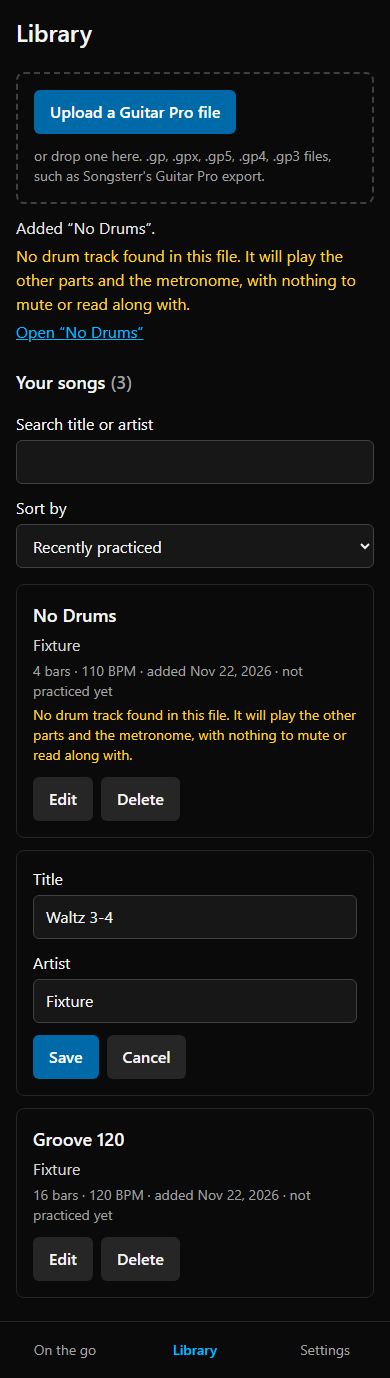 Library
Upload a Guitar Pro file
or drop one here. .gp, .gpx, .gp5, .gp4, .gp3 files,
such as Songsterr's Guitar Pro export.
Added “No Drums”.
No drum track found in this file. It will play the
other parts and the metronome, with nothing to
mute or read along with.
Open “No Drums”
Your songs (3)
Search title or artist
Sort by
Recently practiced
No Drums
Fixture
4 bars · 110 BPM · added Nov 22, 2026 · not
practiced yet
No drum track found in this file. It will play the other
parts and the metronome, with nothing to mute or
read along with.
Edit Delete
Title
Waltz 3-4
Artist
Fixture
Save Cancel
Groove 120
Fixture
16 bars · 120 BPM · added Nov 22, 2026 · not
practiced yet
Edit Delete
On the go Library Settings